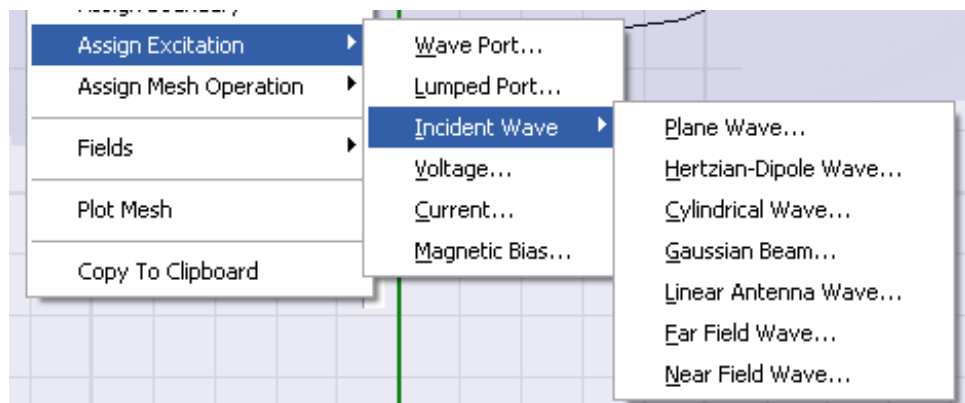 Assign Excitation
Assign Mesh Operation
Fields
Plot Mesh
Copy To Clipboard
Wave Port...
Lumped Port...
Incident Wave
Voltage...
Current...
Magnetic Bias...
Plane Wave...
Hertzian-Dipole Wave...
Cylindrical Wave...
Gaussian Beam...
Linear Antenna Wave...
Far Field Wave...
Near Field Wave...